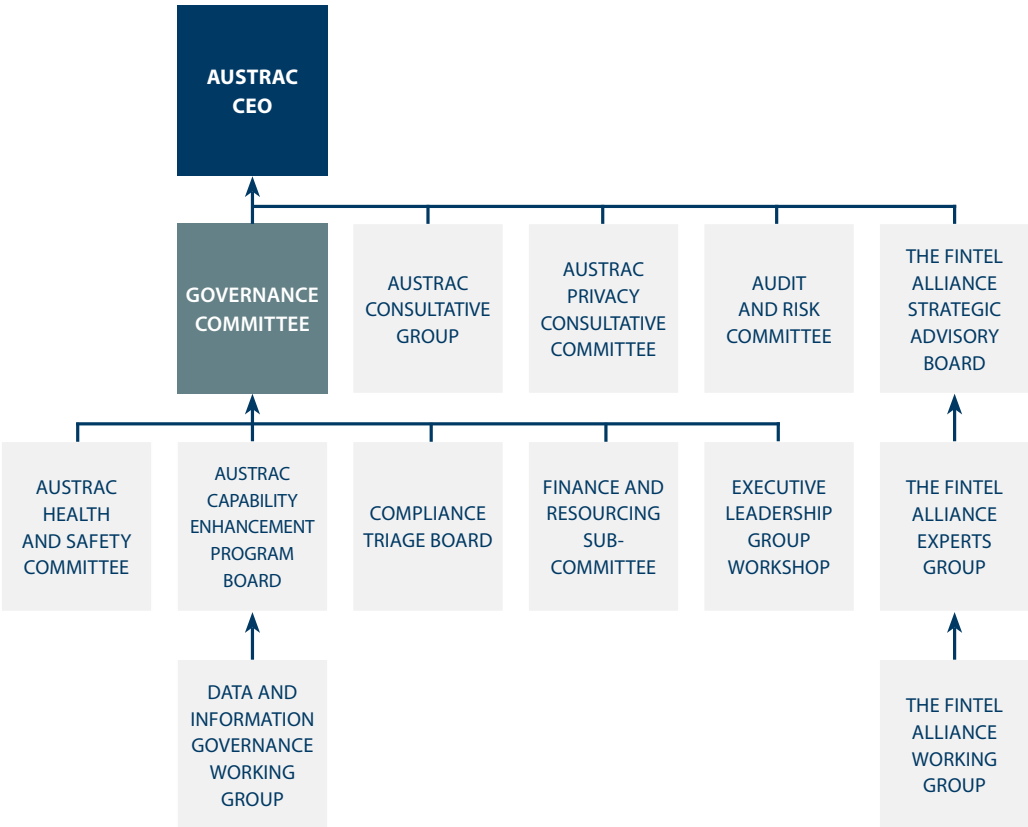 AUSTRAC
CEO
GOVERNANCE
COMMITTEE
AUSTRAC
CONSULTATIVE
GROUP
AUSTRAC
PRIVACY
CONSULTATIVE
COMMITTEE
AUDIT
AND RISK
COMMITTEE
THE FINTEL
ALLIANCE
STRATEGIC
ADVISORY
BOARD
AUSTRAC
HEALTH
AND SAFETY
COMMITTEE
AUSTRAC
CAPABILITY
ENHANCEMENT
PROGRAM
BOARD
COMPLIANCE
TRIAGE BOARD
FINANCE AND
RESOURCING
SUB-
COMMITTEE
EXECUTIVE
LEADERSHIP
GROUP
WORKSHOP
THE FINTEL
ALLIANCE
EXPERTS
GROUP
DATA AND
INFORMATION
GOVERNANCE
WORKING
GROUP
THE FINTEL
ALLIANCE
WORKING
GROUP